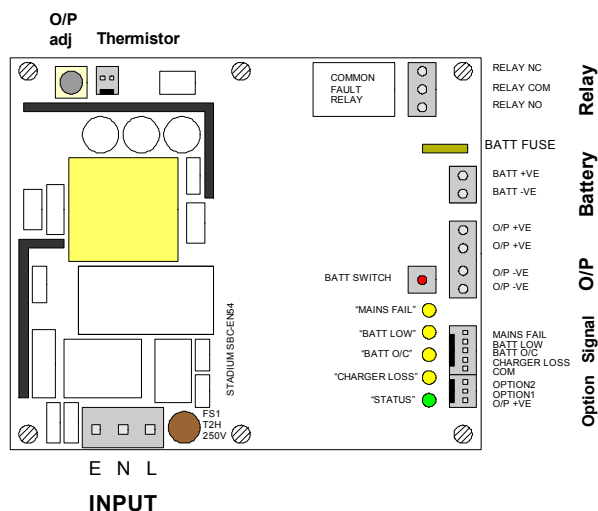 O/P
adj
Thermistor
COMMON
FAULT
RELAY
RELAY NC
RELAY COM
RELAY NO
Relay
BATT FUSE
BATT +VE
BATT -VE
Battery
O/P +VE
O/P +VE
O/P -VE
O/P -VE
O/P
BATT SWITCH
"MAINS FAIL"
"BATT LOW"
"BATT O/C"
"CHARGER LOSS"
"STATUS"
MAINS FAIL
BATT LOW
BATT O/C
CHARGER LOSS
COM
Signal
OPTION2
OPTION1
O/P +VE
Option
STADIUM SBC-EN54
FS1
T2H
250V
E N L
INPUT